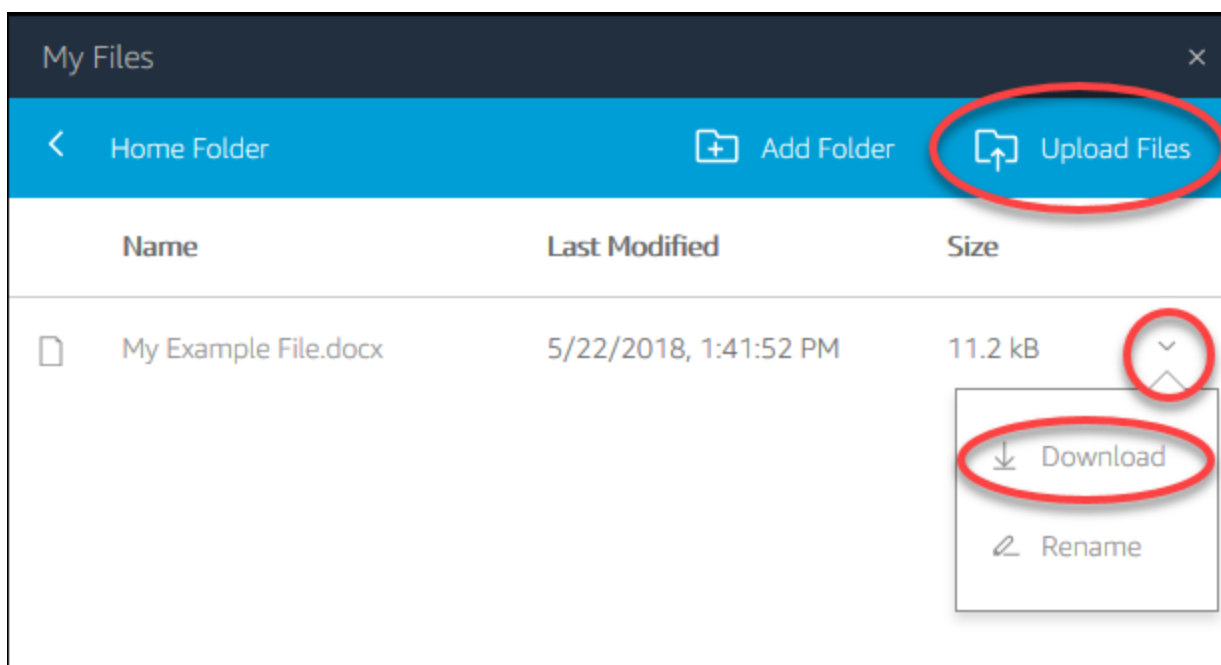 My Files
Home Folder Add Folder Upload Files
Name Last Modified Size
My Example File.docx 5/22/2018, 1:41:52 PM 11.2 kB
Download
Rename